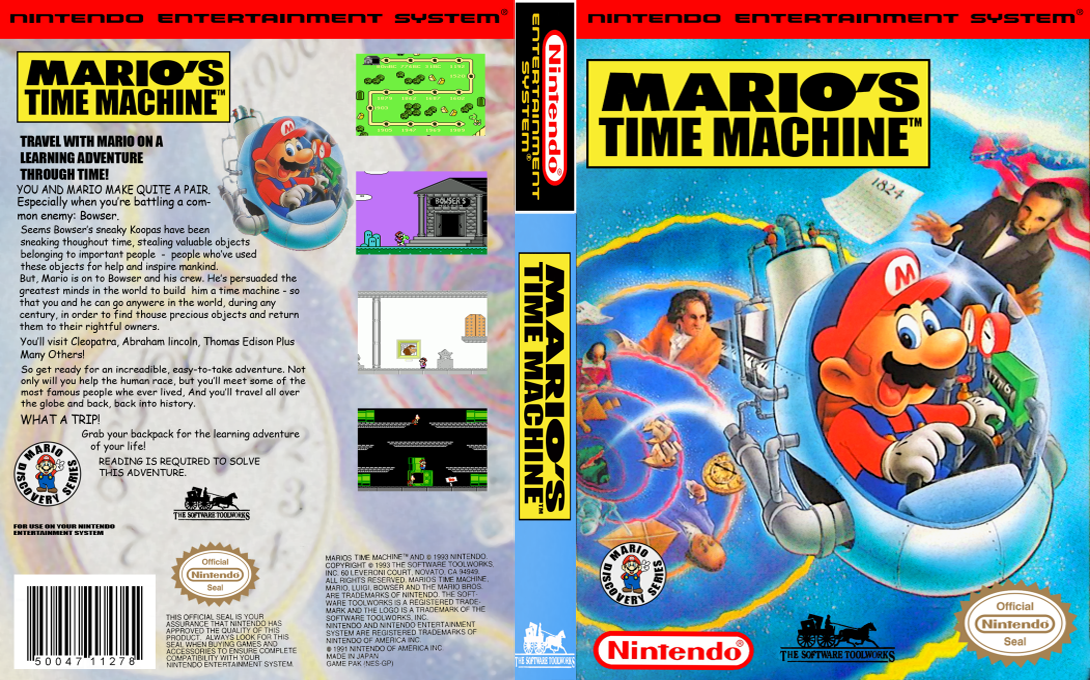 NINTENDO ENTERTAINMENT SYSTEM®
MARIO'S
TIME MACHINE™
TRAVEL WITH MARIO ON A
LEARNING ADVENTURE
THROUGH TIME!
YOU AND MARIO MAKE QUITE A PAIR.
Especially when you're battling a com-
mon enemy: Bowser.
Seems Bowser's sneaky Koopas have been
sneaking thoughout time, stealing valuable objects
belonging to important people - people who've used
these objects for help and inspire mankind.
But, Mario is on to Bowser and his crew. He's persuaded the
greatest minds in the world to build him a time machine - so
that you and he can go anywere in the world, during any
century, in order to find thouse precious objects and return
them to their rightful owners.
You'll visit Cleopatra, Abraham lincoln, Thomas Edison Plus
Many Others!
So get ready for an increadible, easy-to-take adventure. Not
only will you help the human race, but you'll meet some of the
most famous people whe ever lived, And you'll travel all over
the globe and back, back into history.
WHAT A TRIP!
Grab your backpack for the learning adventure
of your life!
READING IS REQUIRED TO SOLVE
THIS ADVENTURE.
MARIO
DISCOVERY SERIES
THE SOFTWARE TOOLWORKS
FOR USE ON YOUR NINTENDO
ENTERTAINMENT SYSTEM
Official
Nintendo
Seal
50047 11278
THIS OFFICIAL SEAL IS YOUR
ASSURANCE THAT NINTENDO HAS
APPROVED THE QUALITY OF THIS
PRODUCT. ALWAYS LOOK FOR THIS
SEAL WHEN BUYING GAMES AND
ACCESSORIES TO ENSURE COMPLETE
COMPATIBILITY WITH YOUR
NINTENDO ENTERTAINMENT SYSTEM.
BOWSER'S
MARIOS TIME MACHINE™ AND © 1993 NINTENDO.
COPYRIGHT © 1993 THE SOFTWARE TOOLWORKS,
INC. 60 LEVERONI COURT, NOVATO, CA 94949.
ALL RIGHTS RESERVED. MARIOS TIME MACHINE,
MARIO, LUIGI, BOWSER AND THE MARIO BROS.
ARE TRADEMARKS OF NINTENDO. THE SOFT-
WARE TOOLWORKS IS A REGISTERED TRADE-
MARK AND THE LOGO IS A TRADEMARK OF THE
SOFTWARE TOOLWORKS, INC.
NINTENDO AND NINTENDO ENTERTAINMENT
SYSTEM ARE REGISTERED TRADEMARKS OF
NINTENDO OF AMERICA INC.
© 1991 NINTENDO OF AMERICA INC
MADE IN JAPAN
GAME PAK (NES-GP)
Nintendo
ENTERTAINMENT
SYSTEM®
MARIO'S
TIME MACHINE™
THE SOFTWARE TOOLWORKS
NINTENDO ENTERTAINMENT SYSTEM®
MARIO'S
TIME MACHINE™
1824
M
MARIO
DISCOVERY SERIES
Nintendo®
THE SOFTWARE TOOLWORKS
Official
Nintendo
Seal